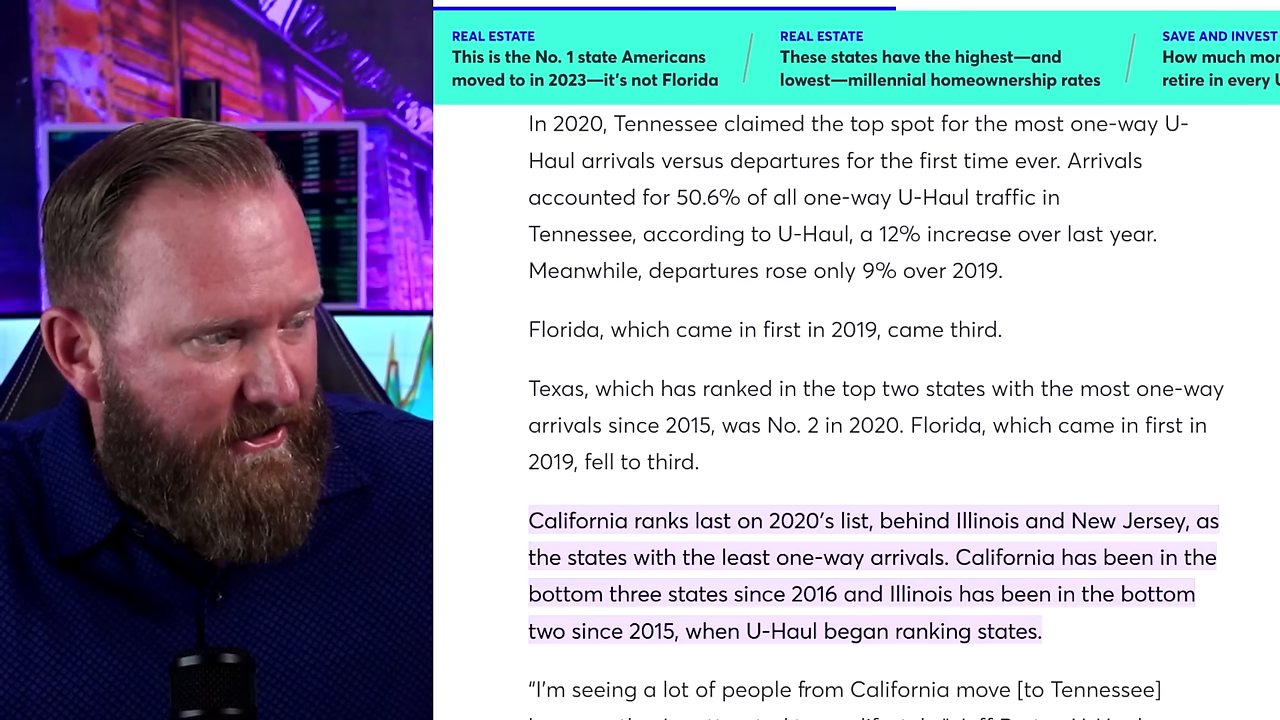 REAL ESTATE
This is the No. 1 state Americans
moved to in 2023—it's not Florida
REAL ESTATE
These states have the highest—and
lowest—millennial homeownership rates
SAVE AND INVEST
How much
retire in every
In 2020, Tennessee claimed the top spot for the most one-way U-
Haul arrivals versus departures for the first time ever. Arrivals
accounted for 50.6% of all one-way U-Haul traffic in
Tennessee, according to U-Haul, a 12% increase over last year.
Meanwhile, departures rose only 9% over 2019.
Florida, which came in first in 2019, came third.
Texas, which has ranked in the top two states with the most one-way
arrivals since 2015, was No. 2 in 2020. Florida, which came in first in
2019, fell to third.
California ranks last on 2020's list, behind Illinois and New Jersey, as
the states with the least one-way arrivals. California has been in the
bottom three states since 2016 and Illinois has been in the bottom
two since 2015, when U-Haul began ranking states.
“I'm seeing a lot of people from California move [to Tennessee]